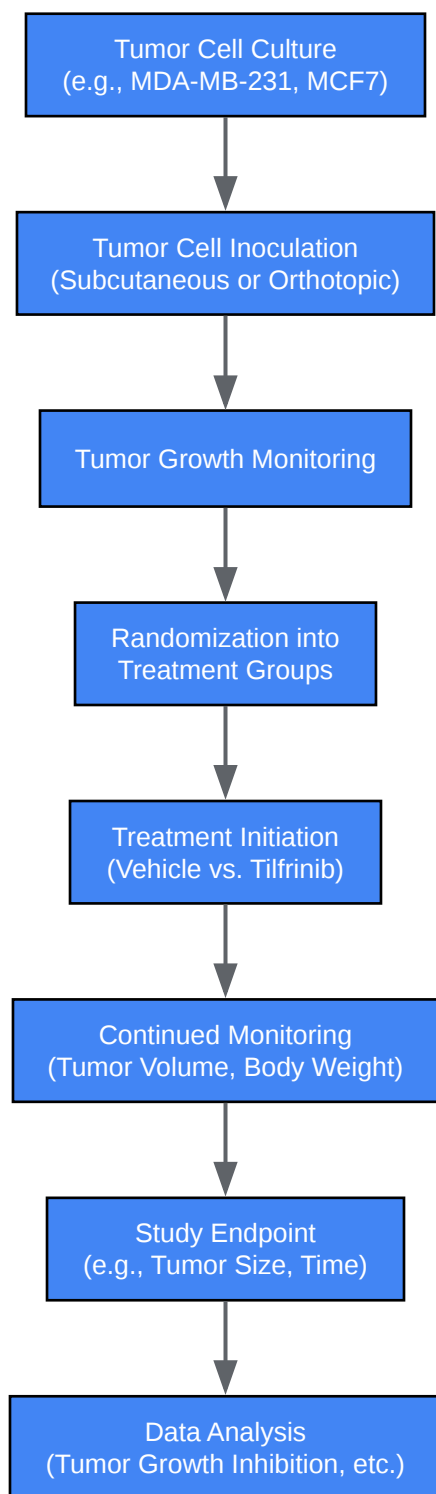 Tumor Cell Culture
(e.g., MDA-MB-231, MCF7)
Tumor Cell Inoculation
(Subcutaneous or Orthotopic)
Tumor Growth Monitoring
Randomization into
Treatment Groups
Treatment Initiation
(Vehicle vs. Tilfrinib)
Continued Monitoring
(Tumor Volume, Body Weight)
Study Endpoint
(e.g., Tumor Size, Time)
Data Analysis
(Tumor Growth Inhibition, etc.)